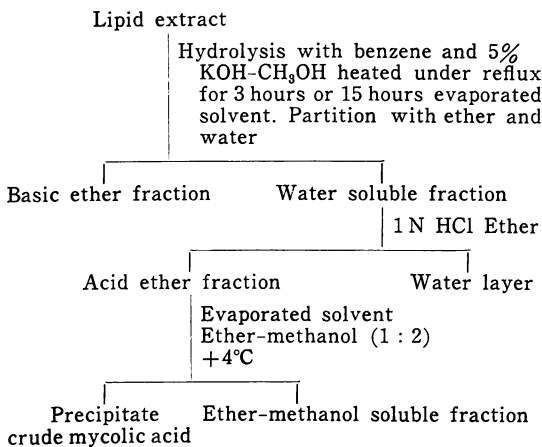 Lipid extract
Hydrolysis with benzene and 5%
KOH-CH₃OH heated under reflux
for 3 hours or 15 hours evaporated
solvent. Partition with ether and
water
Basic ether fraction Water soluble fraction
1 N HCl Ether
Acid ether fraction Water layer
Evaporated solvent
Ether-methanol (1 : 2)
+4℃
Precipitate Ether-methanol soluble fraction
crude mycolic acid